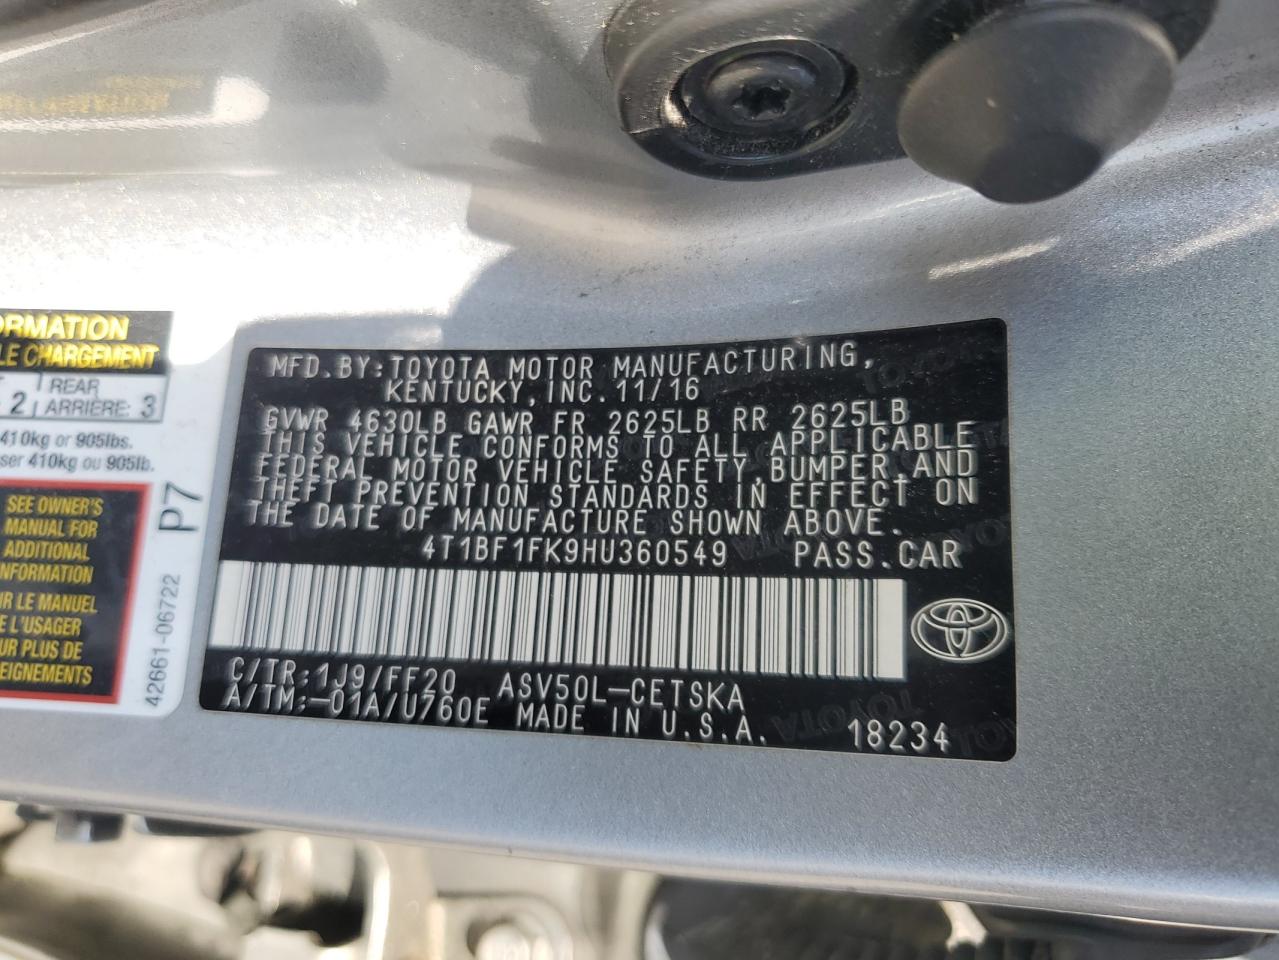 ORMATION
LE CHARGEMENT
2
REAR
ARRIÈRE: 3
410kg or 905lbs.
ser 410kg ou 905lb.
SEE OWNER'S
MANUAL FOR
ADDITIONAL
INFORMATION
IR LE MANUEL
E L'USAGER
UR PLUS DE
EIGNEMENTS
P7
42661-06722
MFD. BY: TOYOTA MOTOR MANUFACTURING,
KENTUCKY, INC. 11/16
GVWR 4630LB GAWR FR 2625LB RR 2625LB
THIS VEHICLE CONFORMS TO ALL APPLICABLE
FEDERAL MOTOR VEHICLE SAFETY, BUMPER AND
THEFT PREVENTION STANDARDS IN EFFECT ON
THE DATE OF MANUFACTURE SHOWN ABOVE.
4T1BF1FK9HU360549 PASS. CAR
C/TR: 1J9/FF20 ASV50L-CETSKA
A/TM: -01A/U760E MADE IN U.S.A. 18234